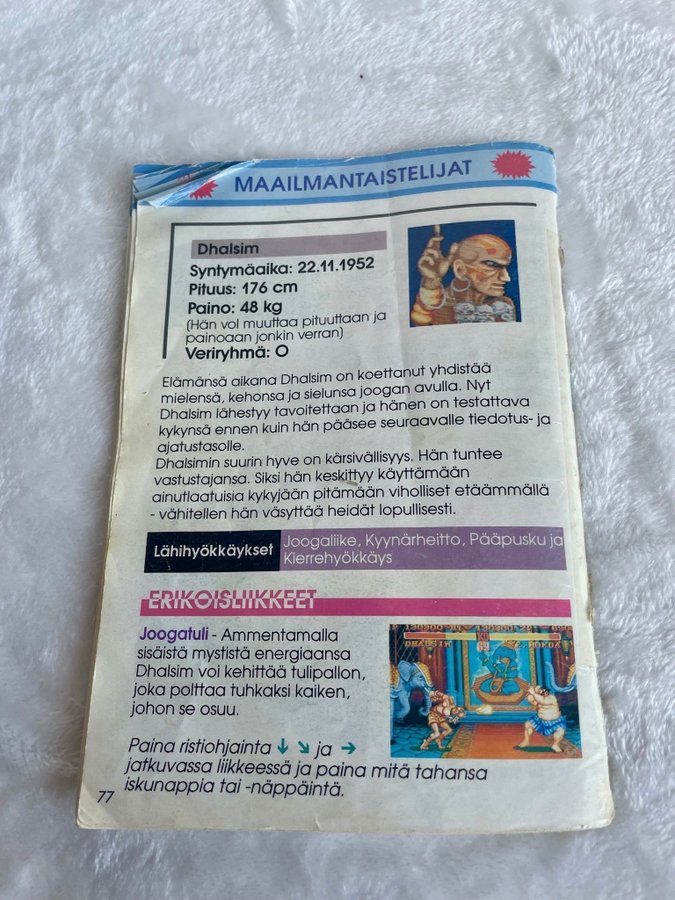 MAAILMANTAISTELIJAT
Dhalsim
Syntymäaika: 22.11.1952
Pituus: 176 cm
Paino: 48 kg
(Hän voI muuttaa pituuttaan ja
painoaan jonkin verran)
Veriryhmä: O
Elämänsä aikana Dhalsim on koettanut yhdistää
mielensä, kehonsa ja sielunsa joogan avulla. Nyt
Dhalsim lähestyy tavoitettaan ja hänen on testattava
kykynsä ennen kuin hän pääsee seuraavalle tiedotus- ja
ajatustasolle.
Dhalsimin suurin hyve on kärsivällisyys. Hän tuntee
vastustajansa. Siksi hän keskittyy käyttämään
ainutlaatuisia kykyjään pitämään viholliset etäämmällä
- vähitellen hän väsyttää heidät lopullisesti.
Lähihyökkäykset
Joogaliike, Kyynärheitto, Pääpusku ja
Kierrehyökkäys
ERIKOISLIIKKEET
Joogatuli - Ammentamalla
sisäistä mystistä energiaansa
Dhalsim voi kehittää tulipallon,
joka polttaa tuhkaksi kaiken,
johon se osuu.
DHALSIM
KO
E.HONDA
Paina ristiohjainta ↓ ↘ ja →
jatkuvassa liikkeessä ja paina mitä tahansa
iskunappia tai -näppäintä.
77